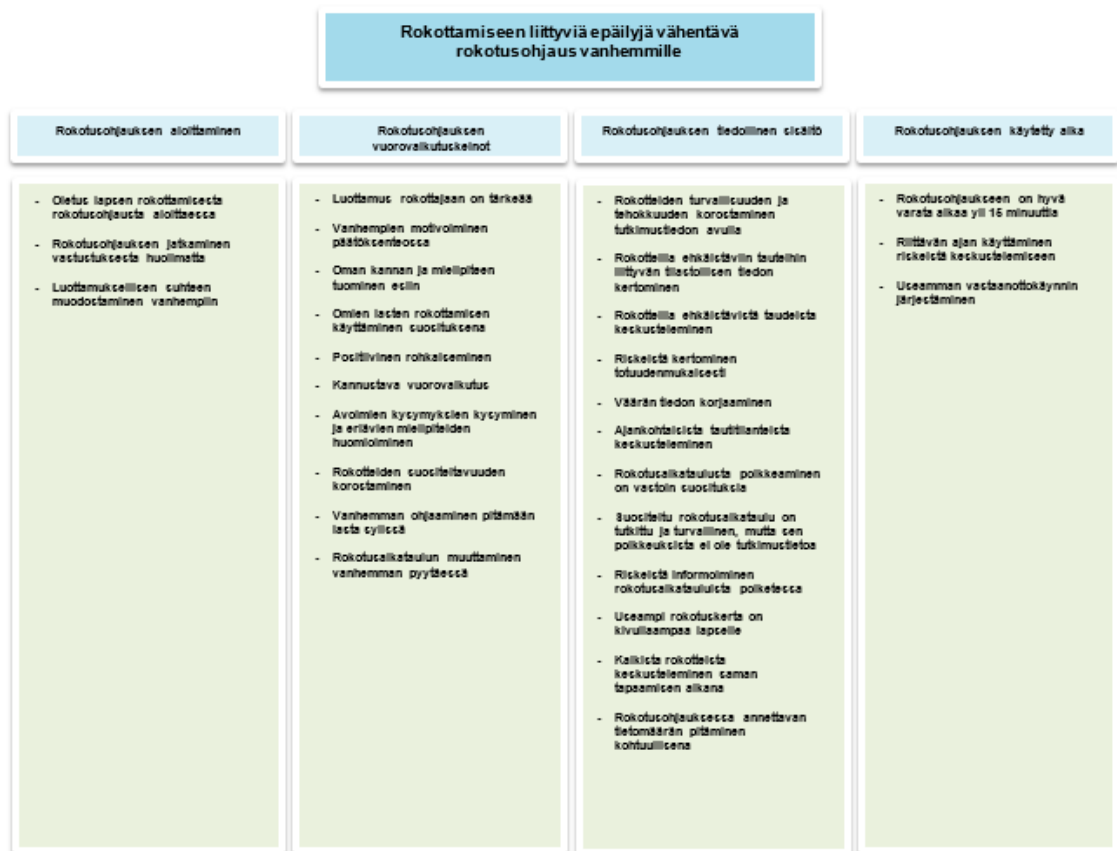 Rokottamiseen liittyviä epäilyjä vähentävä
rokotusohjaus vanhemmille
Rokotusohjauksen aloittaminen
- Oletus lapsen rokottamisesta
rokotusohjausta aloittaessa
- Rokotusohjauksen jatkaminen
vastustuksesta huolimatta
- Luottamuksellisen suhteen
muodostaminen vanhempiin
Rokotusohjauksen
vuorovaikutuskeinot
- Luottamus rokottajaan on tärkeää
- Vanhempien motivoiminen
päätöksenteossa
- Oman kannan ja mielipiteen
tuominen esiin
- Omien lasten rokottamisen
käyttäminen suosituksena
- Positiivinen rohkaiseminen
- Kannustava vuorovaikutus
- Avoimien kysymyksien kysyminen
ja eriävien mielipiteiden
huomioiminen
- Rokotteiden suositeltavuuden
korostaminen
- Vanhemman ohjaaminen pitämään
lasta sylissä
- Rokotusaikataulun muuttaminen
vanhemman pyytäessä
Rokotusohjauksen tiedollinen sisältö
- Rokotteiden turvallisuuden ja
tehokkuuden korostaminen
tutkimustiedon avulla
- Rokotteilla ehkäistäviin tauteihin
liittyvän tilastollisen tiedon
kertominen
- Rokotteilla ehkäistävistä taudeista
keskusteleminen
- Riskeistä kertominen
totuudenmukaisesti
- Väärän tiedon korjaaminen
- Ajankohtaisista tautitilanteista
keskusteleminen
- Rokotusaikataulusta poikkeaminen
on vastoin suosituksia
- Suositeltu rokotusaikataulu on
tutkittu ja turvallinen, mutta sen
poikkeuksista ei ole tutkimustietoa
- Riskeistä informoiminen
rokotusaikatauluista poiketessa
- Useampi rokotuskerta on
kivuliaampaa lapselle
- Kaikista rokotteista
keskusteleminen saman
tapaamisen aikana
- Rokotusohjauksessa annettavan
tietomäärän pitäminen
kohtuullisena
Rokotusohjauksen käytetty aika
- Rokotusohjaukseen on hyvä
varata aikaa yli 15 minuuttia
- Riittävän ajan käyttäminen
riskeistä keskustelemiseen
- Useamman vastaanottokäynnin
järjestäminen